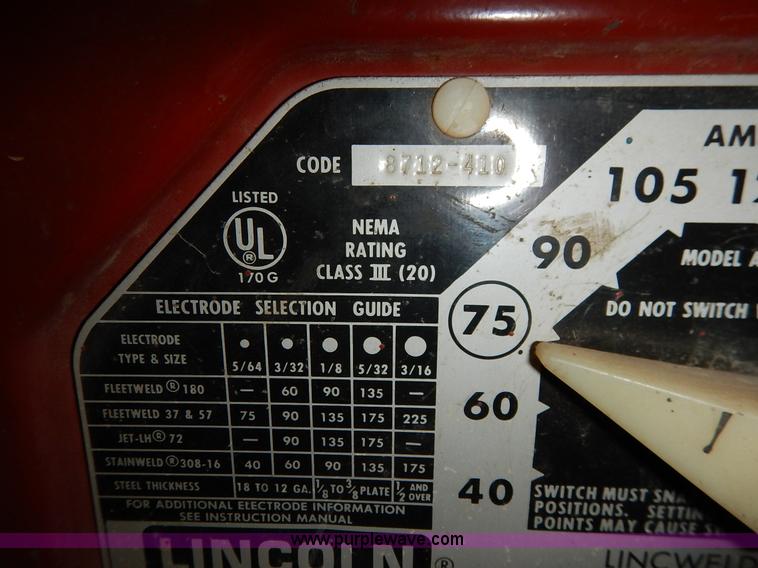 CODE 8712-410
AM
105
90
75
60
40
LISTED
UL ®
170 G
NEMA
RATING
CLASS III (20)
MODEL
DO NOT SWITCH
ELECTRODE SELECTION GUIDE
ELECTRODE
TYPE & SIZE 5/64 3/32 1/8 5/32 3/16
FLEETWELD ® 180 — 60 90 135 —
FLEETWELD 37 & 57 75 90 135 175 225
JET-LH ® 72 — 90 135 175 —
STAINWELD ® 308-16 40 60 90 135 175
STEEL THICKNESS 18 TO 12 GA. 1/8 TO 3/8 PLATE 1/2 AND OVER
FOR ADDITIONAL ELECTRODE INFORMATION
SEE INSTRUCTION MANUAL
SWITCH MUST SNA
POSITIONS. SETTIN
POINTS MAY CAUSE
LINCOLN ®
LINCWELD
www.purplewave.com